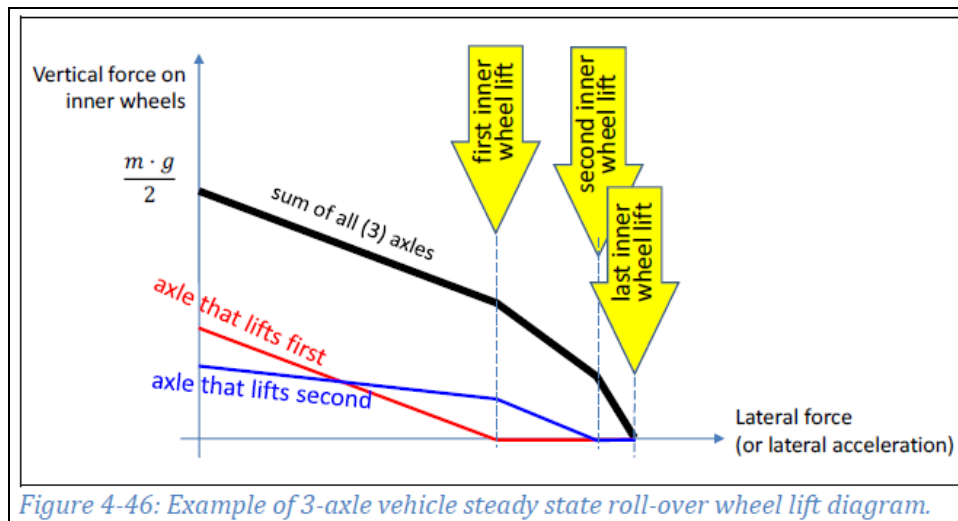 Vertical force on
inner wheels
m · g
2
first inner
wheel lift
second inner
wheel lift
last inner
wheel lift
sum of all (3) axles
axle that lifts first
axle that lifts second
Lateral force
(or lateral acceleration)
Figure 4-46: Example of 3-axle vehicle steady state roll-over wheel lift diagram.